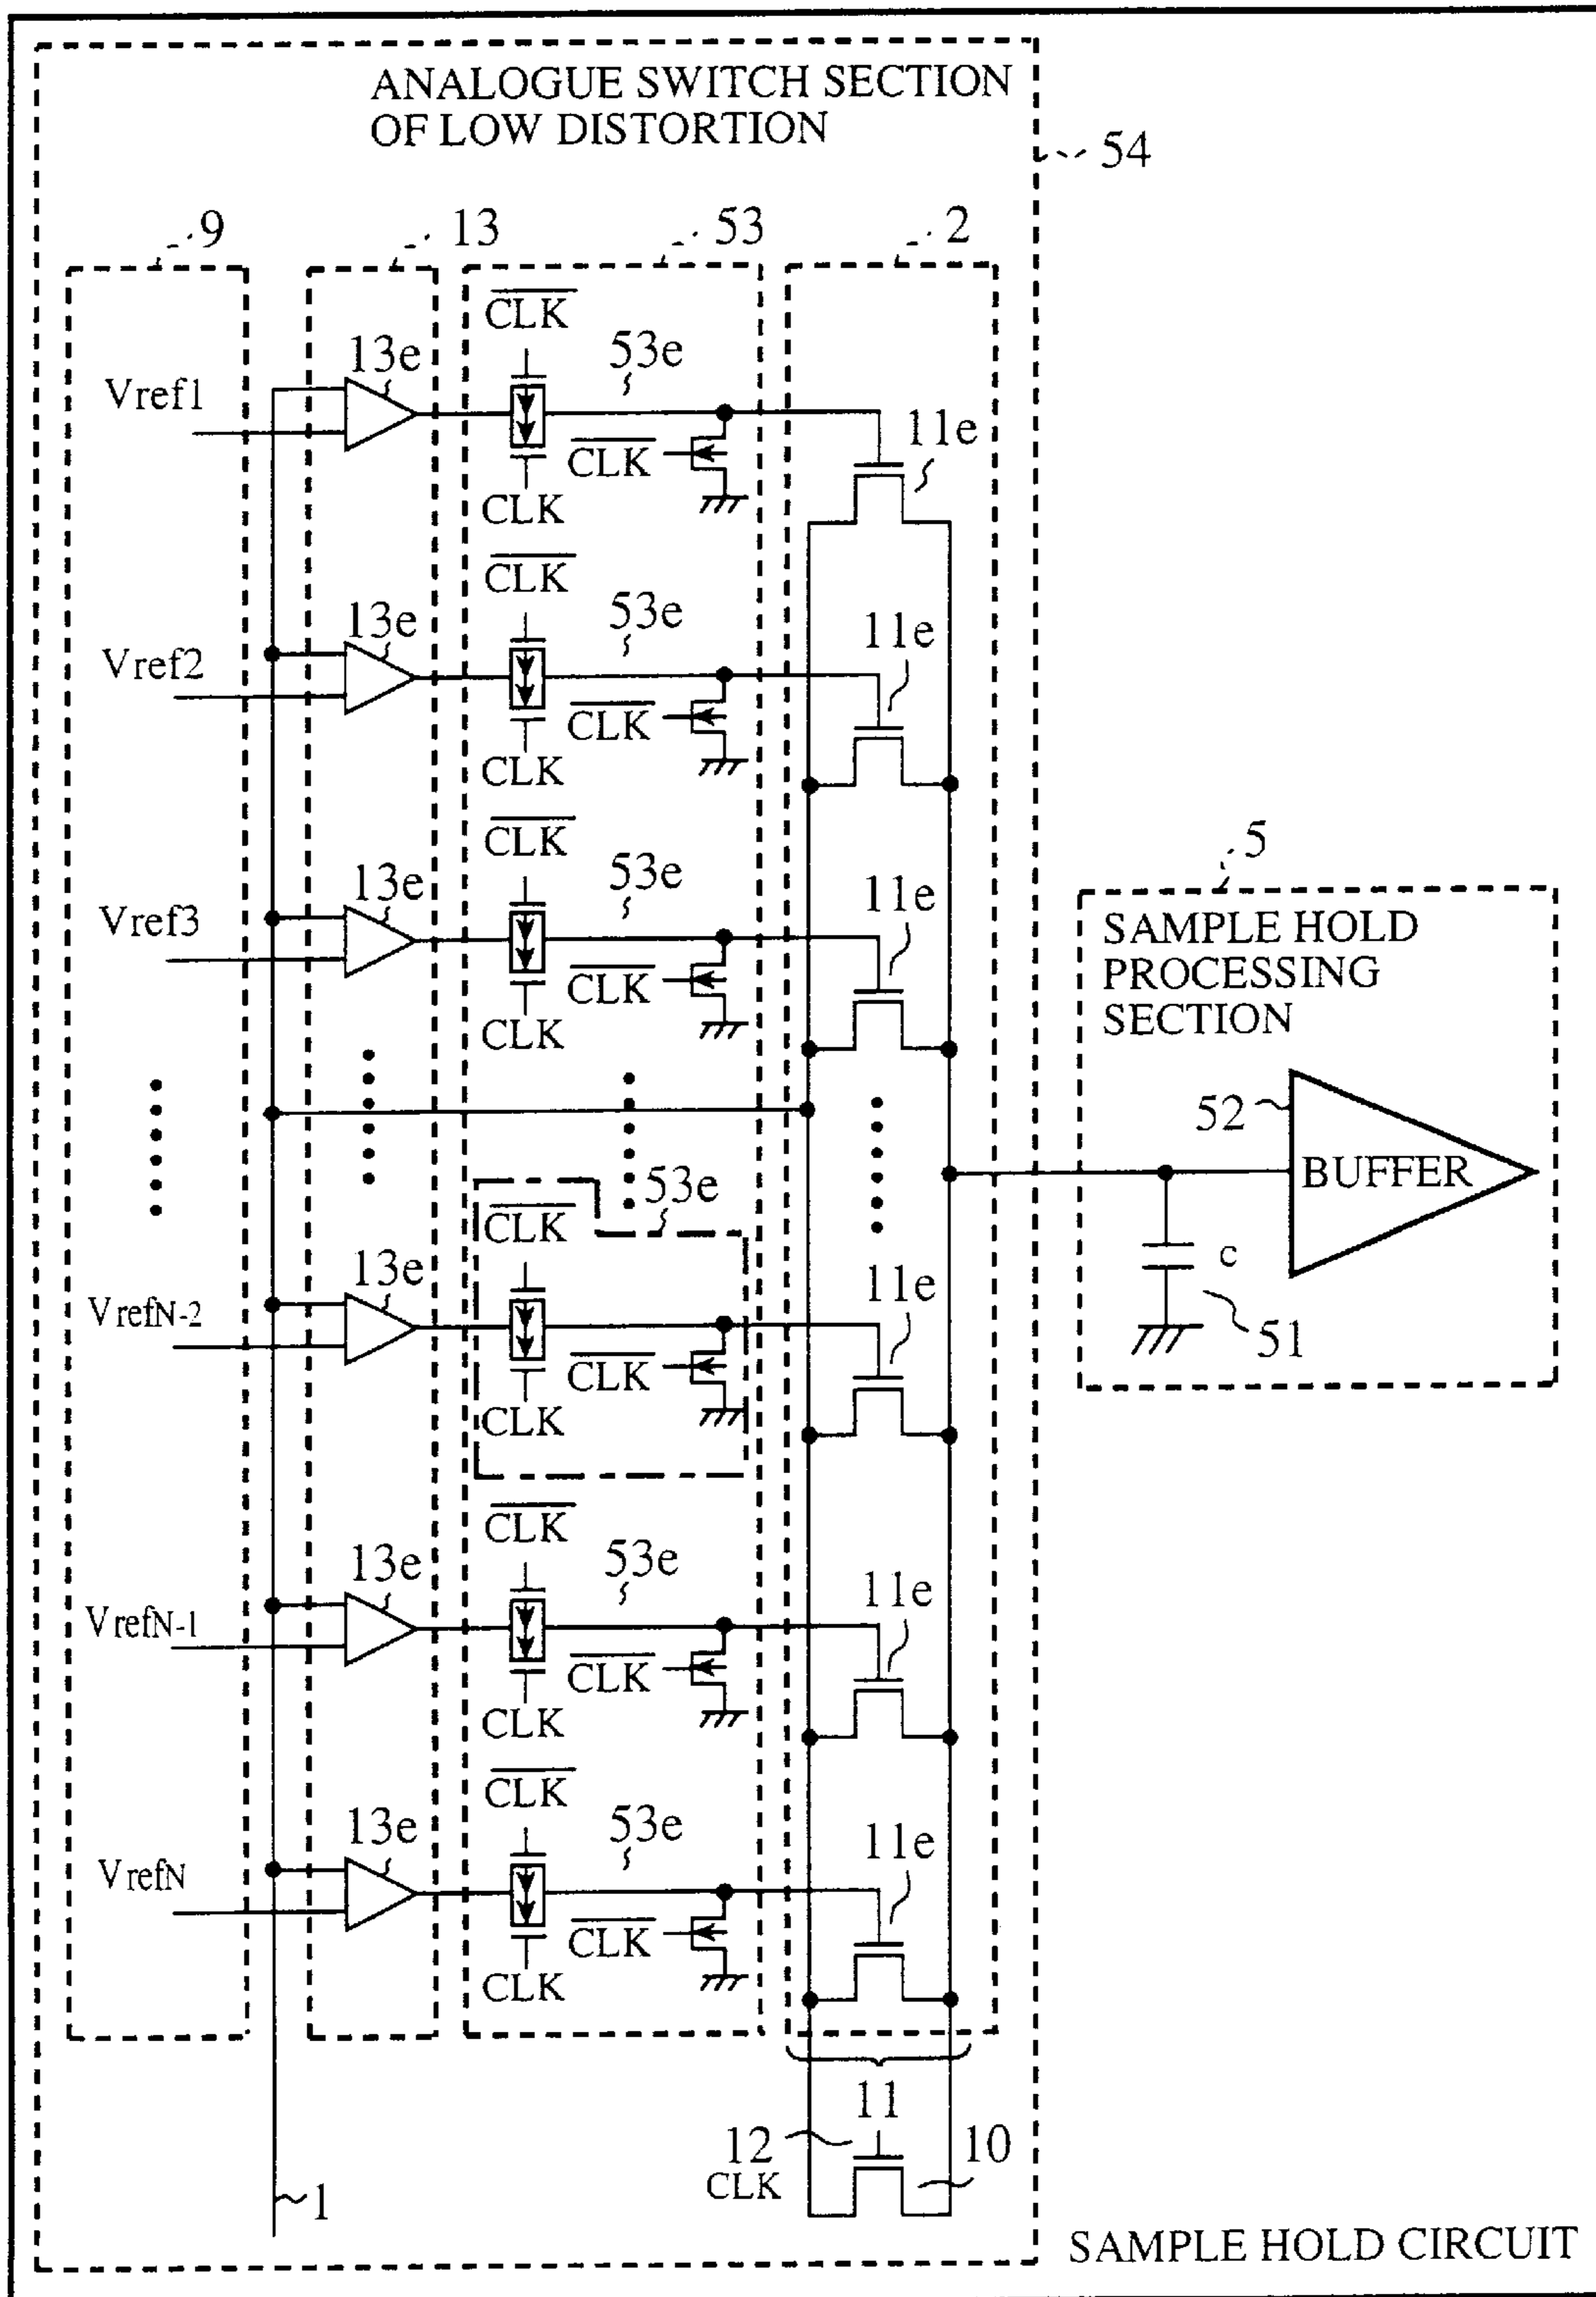 ANALOGUE SWITCH SECTION
OF LOW DISTORTION
54
9
13
53
2
CLK
13e
53e
Vref1
11e
CLK
CLK
CLK
13e
53e
11e
Vref2
CLK
CLK
CLK
5
13e
53e
11e
Vref3
CLK
CLK
SAMPLE HOLD
PROCESSING
SECTION
52
BUFFER
53e
CLK
13e
11e
c
VrefN-2
CLK
51
CLK
CLK
13e
53e
11e
VrefN-1
CLK
CLK
CLK
13e
53e
11e
VrefN
CLK
CLK
11
12
10
CLK
1
SAMPLE HOLD CIRCUIT